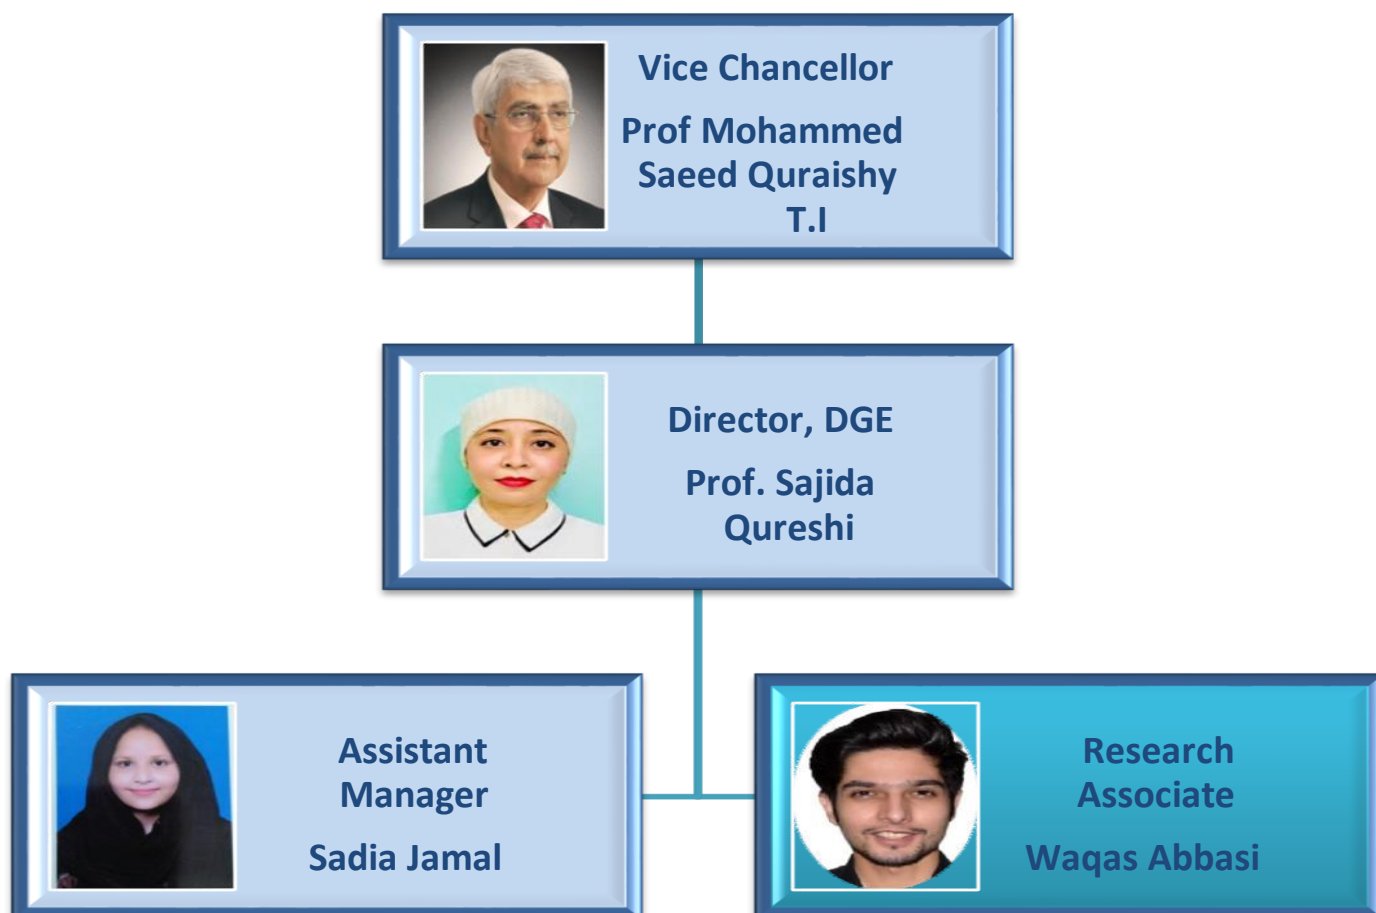 Vice Chancellor
Prof Mohammed
Saeed Quraishy
T.I
Director, DGE
Prof. Sajida
Qureshi
Assistant
Manager
Sadia Jamal
Research
Associate
Waqas Abbasi